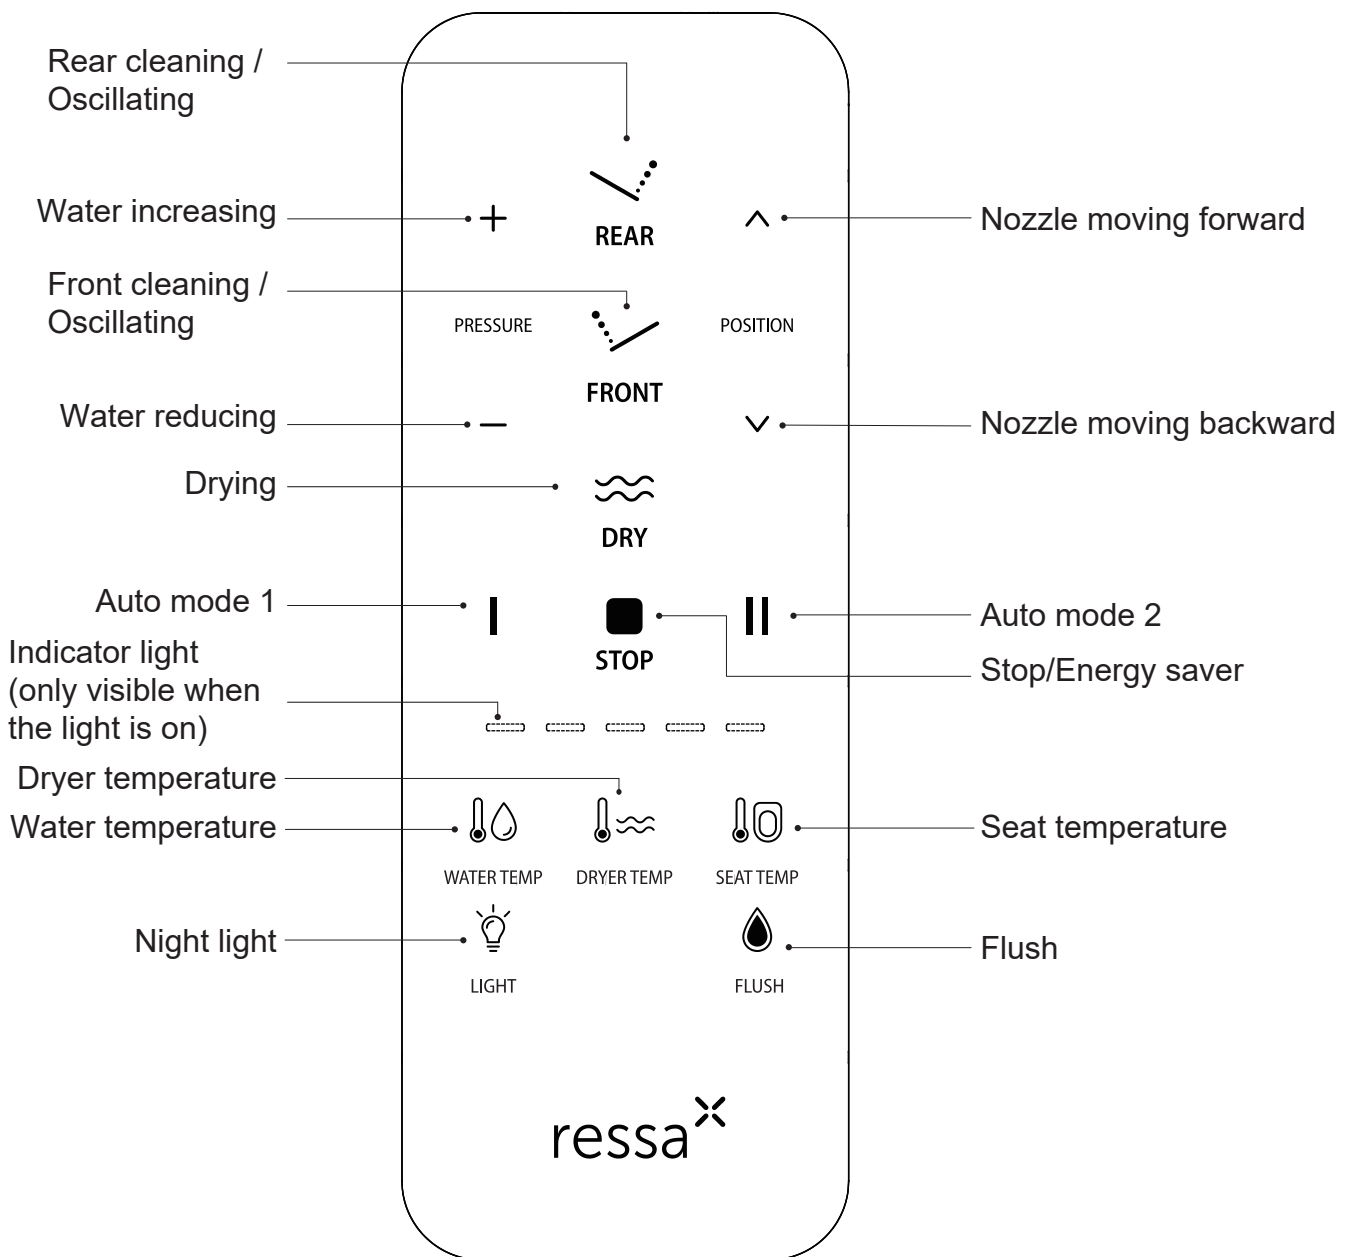 Rear cleaning /
Oscillating
Water increasing
REAR
Nozzle moving forward
Front cleaning /
Oscillating
PRESSURE
POSITION
FRONT
Water reducing
Nozzle moving backward
Drying
DRY
Auto mode 1
Auto mode 2
STOP
Stop/Energy saver
Indicator light
(only visible when
the light is on)
Dryer temperature
Water temperature
Seat temperature
WATER TEMP
DRYER TEMP
SEAT TEMP
Night light
Flush
LIGHT
FLUSH
ressa